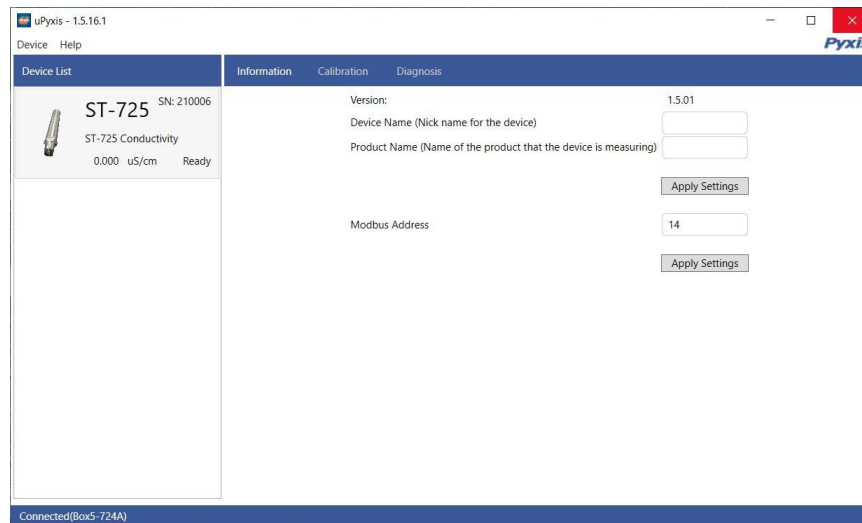 uPyxis - 1.5.16.1
Device Help
Device List
ST-725 SN: 210006
ST-725 Conductivity
0.000 uS/cm Ready
Information Calibration Diagnosis
Version: 1.5.01
Device Name (Nick name for the device)
Product Name (Name of the product that the device is measuring)
Apply Settings
Modbus Address 14
Apply Settings
Connected(Box5-724A)